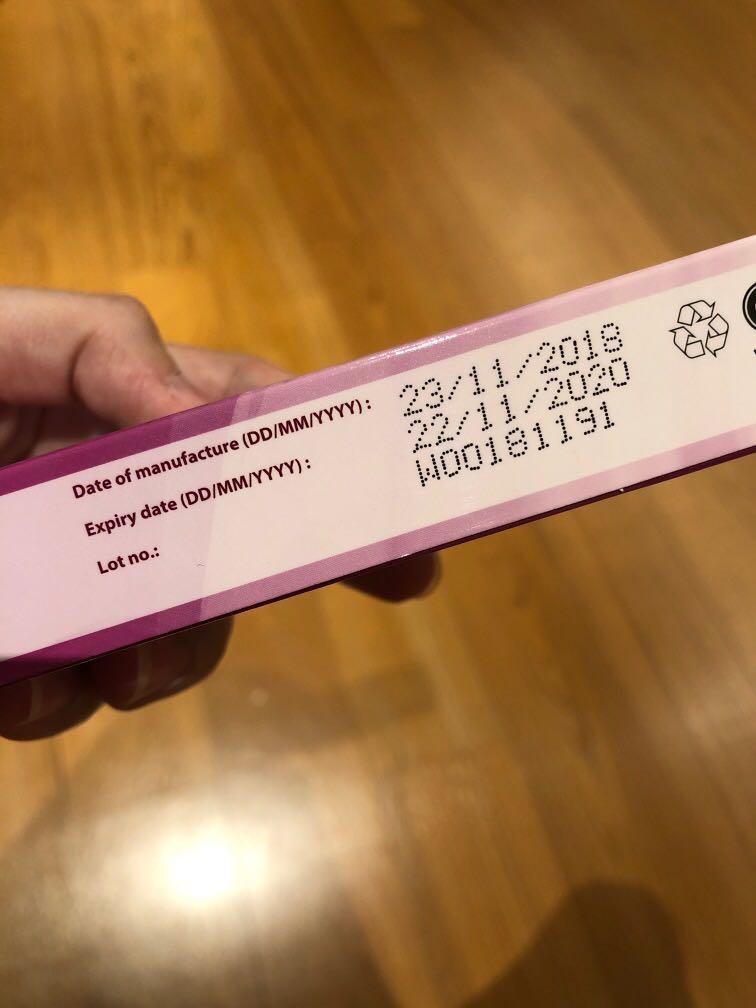 Date of manufacture (DD/MM/YYYY): 23/11/2018
Expiry date (DD/MM/YYYY): 22/11/2020
Lot no.: W00181191